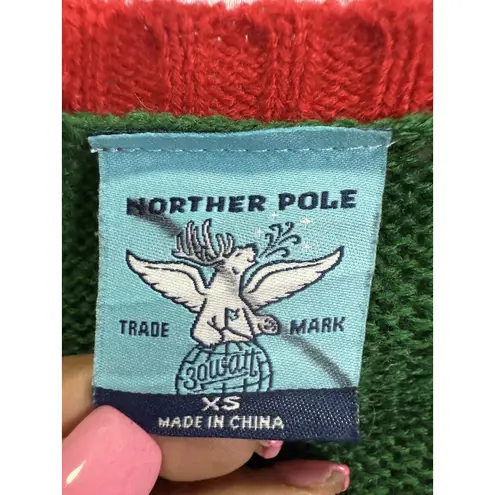 NORTHER POLE
TRADE MARK
30Watt
XS
MADE IN CHINA